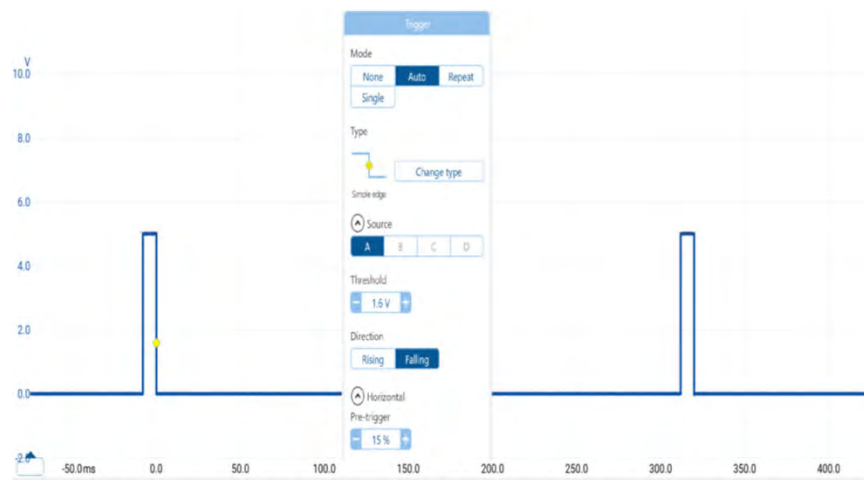 Trigger
Mode
None Auto Repeat
Single
Type
Change type
Simple edge
Source
A B C D
Threshold
- 1.6 V +
Direction
Rising Falling
Horizontal
Pre-trigger
- 15 % +
V
10.0
8.0
6.0
4.0
2.0
0.0
-2.0
-50.0ms 0.0 50.0 100.0 150.0 200.0 250.0 300.0 350.0 400.0